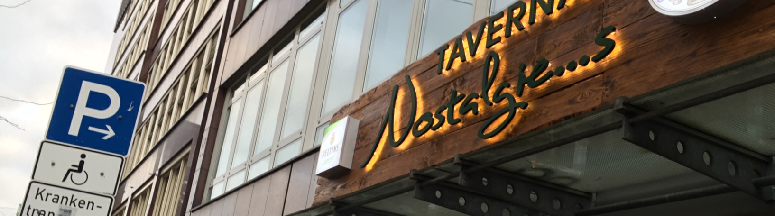 TAVERNA
Nostalgie...s
P
Kranken-